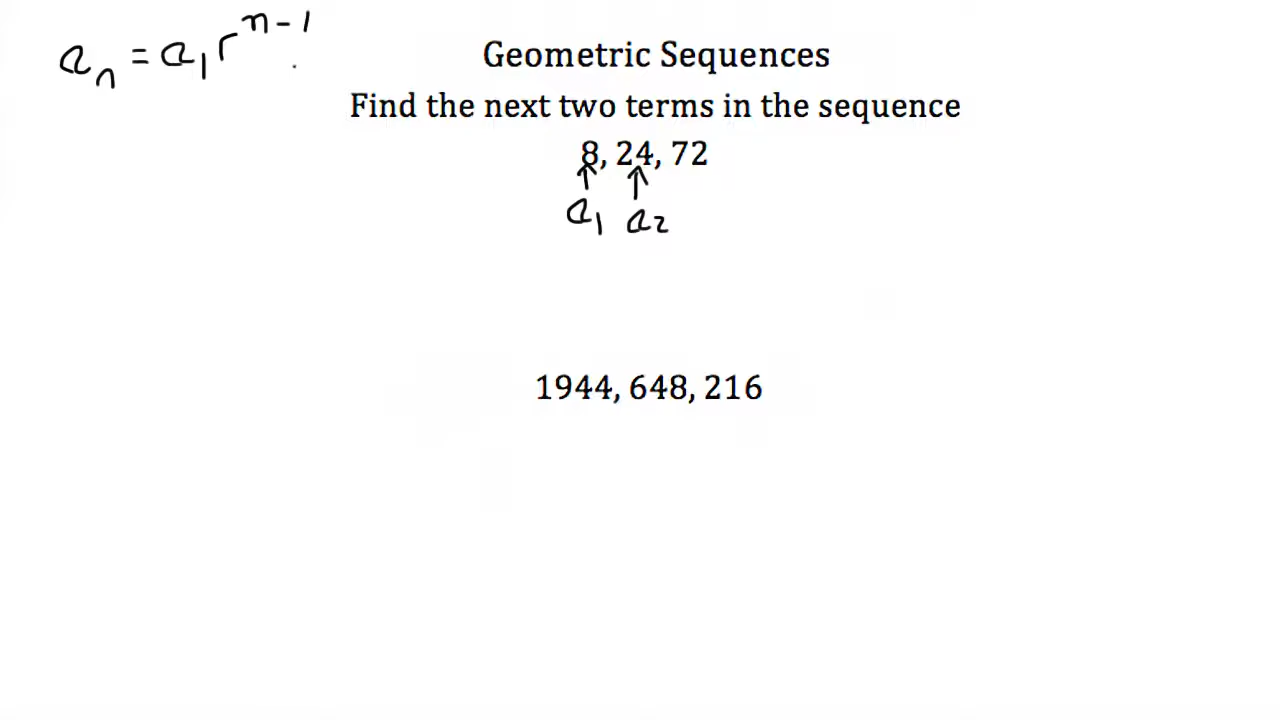 aₙ = a₁rⁿ⁻¹
Geometric Sequences
Find the next two terms in the sequence
8, 24, 72
a₁ a₂
1944, 648, 216